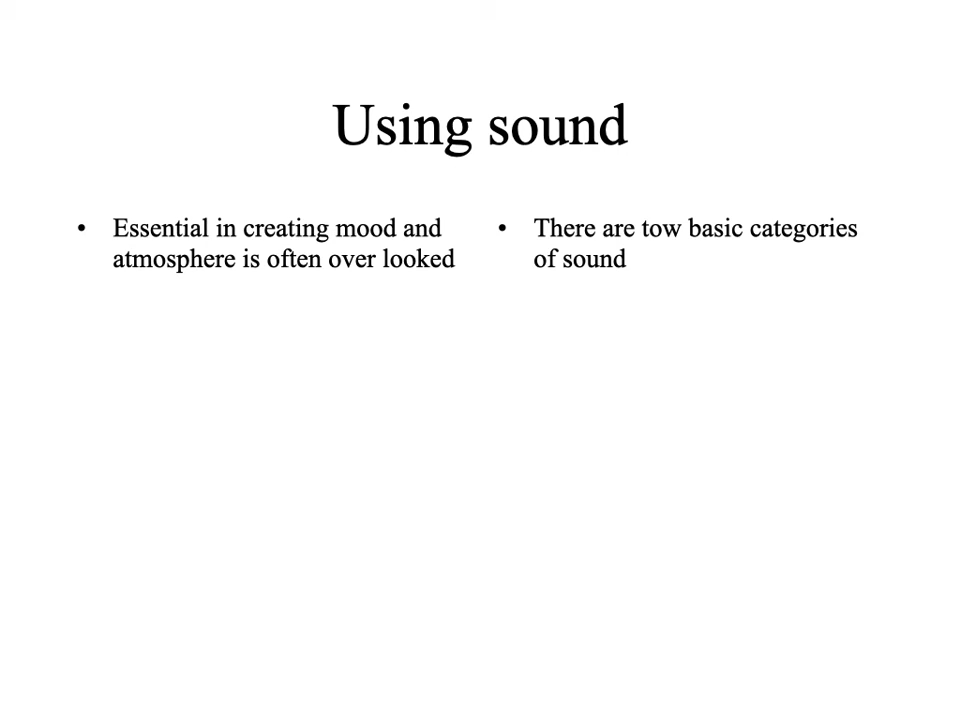 Using sound
• Essential in creating mood and
atmosphere is often over looked
• There are tow basic categories
of sound